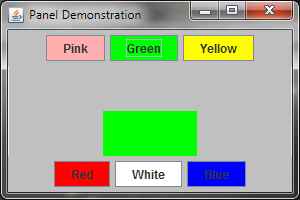 Panel Demonstration
Pink Green Yellow
Red White Blue